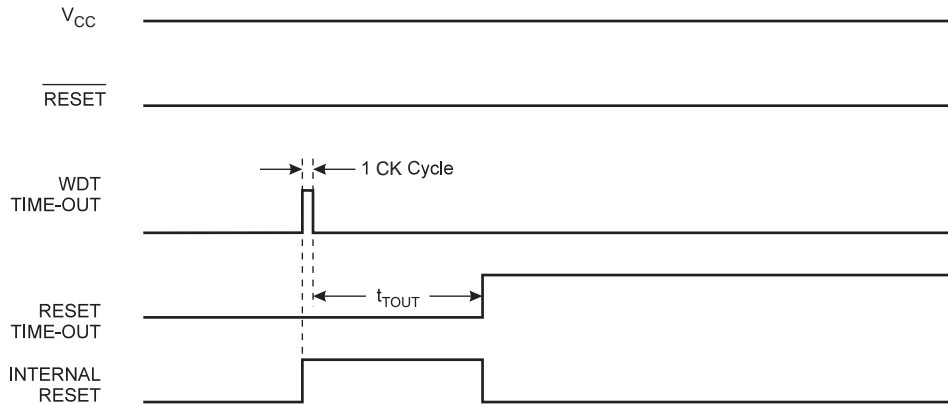 VCC
RESET
1 CK Cycle
WDT
TIME-OUT
tTOUT
RESET
TIME-OUT
INTERNAL
RESET